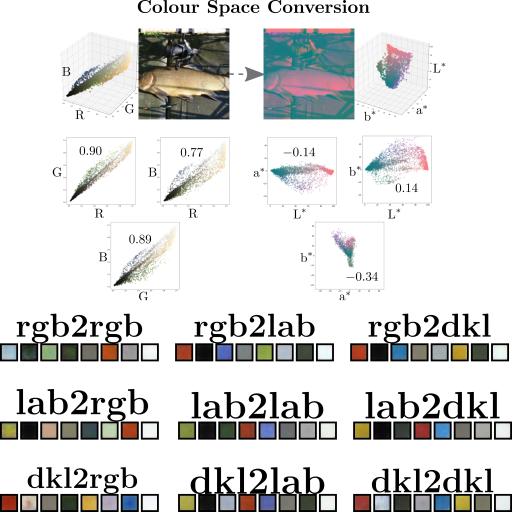 Colour Space Conversion
B
R
G
L*
b*
a*
0.90
G
R
0.77
B
R
−0.14
a*
L*
b*
0.14
L*
0.89
B
G
b*
−0.34
a*
rgb2rgb rgb2lab rgb2dkl
lab2rgb lab2lab lab2dkl
dkl2rgb dkl2lab dkl2dkl